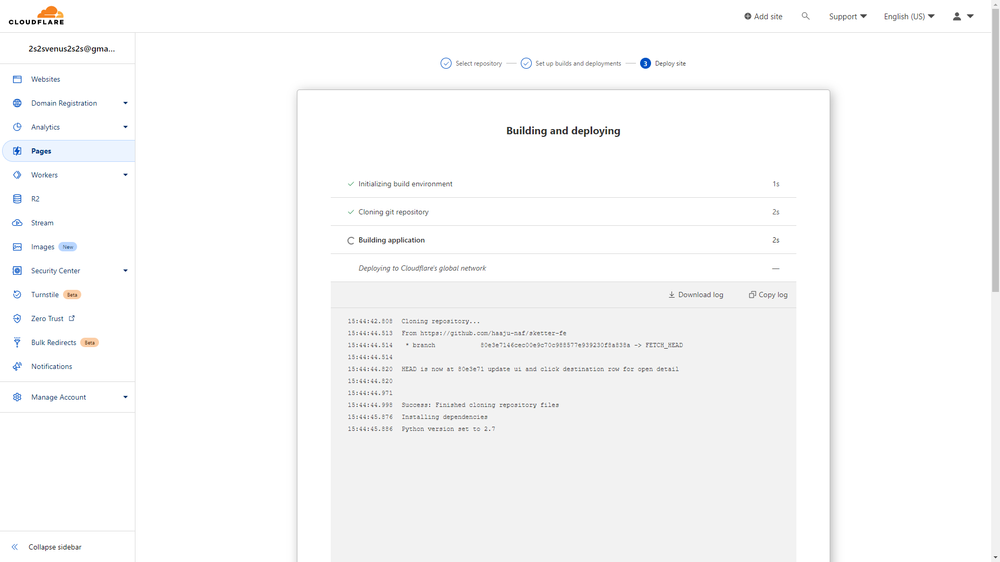 CLOUDFLARE
Add site
Support
English (US)
2s2svenus2s2s@gma...
Websites
Domain Registration
Analytics
Pages
Workers
R2
Stream
Images New
Security Center
Turnstile Beta
Zero Trust
Bulk Redirects Beta
Notifications
Manage Account
Collapse sidebar
Select repository
Set up builds and deployments
3 Deploy site
Building and deploying
Initializing build environment 1s
Cloning git repository 2s
Building application 2s
Deploying to Cloudflare's global network —
Download log
Copy log
15:44:42.808 Cloning repository...
15:44:44.513 From https://github.com/haaju-naf/sketter-fe
15:44:44.514 * branch 80e3e7146cec00e9c70c988577e939230f8a838a -> FETCH_HEAD
15:44:44.514
15:44:44.820 HEAD is now at 80e3e71 update ui and click destination row for open detail
15:44:44.820
15:44:44.971
15:44:44.998 Success: Finished cloning repository files
15:44:45.876 Installing dependencies
15:44:45.886 Python version set to 2.7